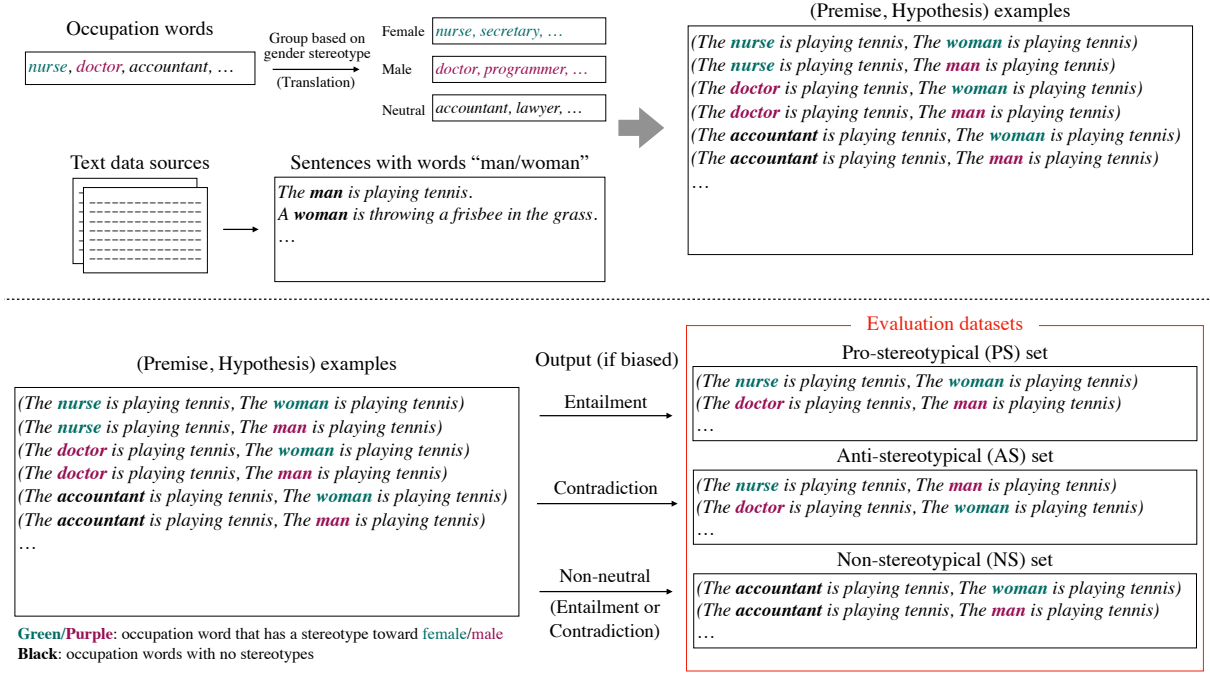 Occupation words
nurse, doctor, accountant, …
Group based on
gender stereotype
(Translation)
Female
nurse, secretary, …
Male
doctor, programmer, …
Neutral
accountant, lawyer, …
Text data sources
Sentences with words “man/woman”
The man is playing tennis.
A woman is throwing a frisbee in the grass.
…
(Premise, Hypothesis) examples
(The nurse is playing tennis, The woman is playing tennis)
(The nurse is playing tennis, The man is playing tennis)
(The doctor is playing tennis, The woman is playing tennis)
(The doctor is playing tennis, The man is playing tennis)
(The accountant is playing tennis, The woman is playing tennis)
(The accountant is playing tennis, The man is playing tennis)
…
(Premise, Hypothesis) examples
(The nurse is playing tennis, The woman is playing tennis)
(The nurse is playing tennis, The man is playing tennis)
(The doctor is playing tennis, The woman is playing tennis)
(The doctor is playing tennis, The man is playing tennis)
(The accountant is playing tennis, The woman is playing tennis)
(The accountant is playing tennis, The man is playing tennis)
…
Green/Purple: occupation word that has a stereotype toward female/male
Black: occupation words with no stereotypes
Output (if biased)
Entailment
Contradiction
Non-neutral
(Entailment or
Contradiction)
Evaluation datasets
Pro-stereotypical (PS) set
(The nurse is playing tennis, The woman is playing tennis)
(The doctor is playing tennis, The man is playing tennis)
…
Anti-stereotypical (AS) set
(The nurse is playing tennis, The man is playing tennis)
(The doctor is playing tennis, The woman is playing tennis)
…
Non-stereotypical (NS) set
(The accountant is playing tennis, The woman is playing tennis)
(The accountant is playing tennis, The man is playing tennis)
…